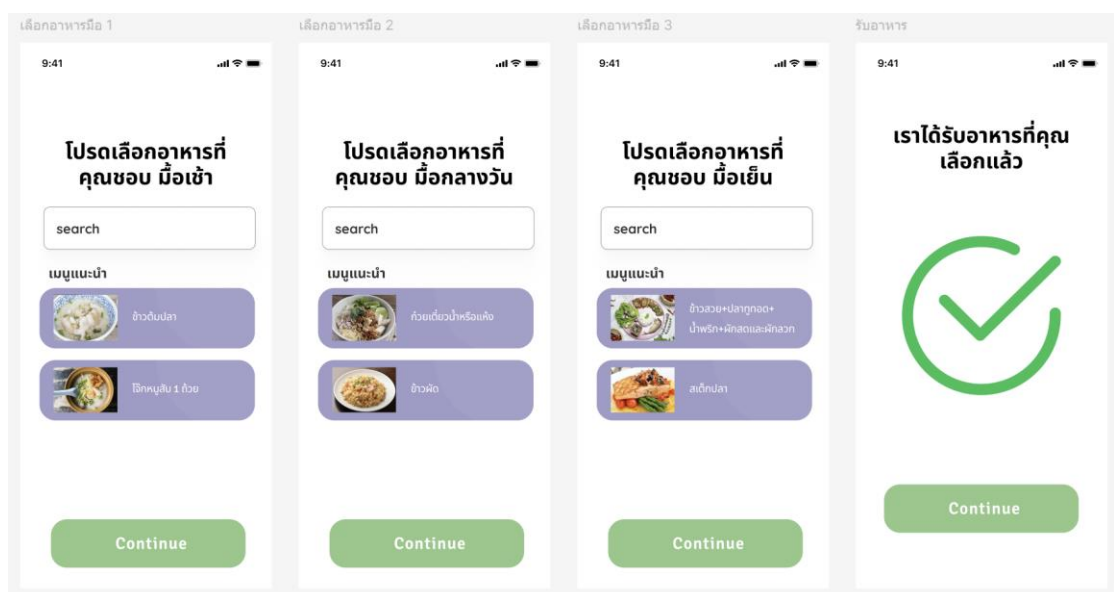 เลือกอาหารมือ 1
9:41
โปรดเลือกอาหารที่
คุณชอบ มื้อเช้า
search
เมนูแนะนำ
ข้าวต้มปลา
โจ๊กหมูสับ 1 ถ้วย
Continue
เลือกอาหารมือ 2
9:41
โปรดเลือกอาหารที่
คุณชอบ มื้อกลางวัน
search
เมนูแนะนำ
ก๋วยเตี่ยวน้ำหรือแห้ง
ข้าวผัด
Continue
เลือกอาหารมือ 3
9:41
โปรดเลือกอาหารที่
คุณชอบ มื้อเย็น
search
เมนูแนะนำ
ข้าวสวย+ปลาทูทอด+
น้ำพริก+ผักสดและผักลวก
สเต็กปลา
Continue
รับอาหาร
9:41
เราได้รับอาหารที่คุณ
เลือกแล้ว
Continue